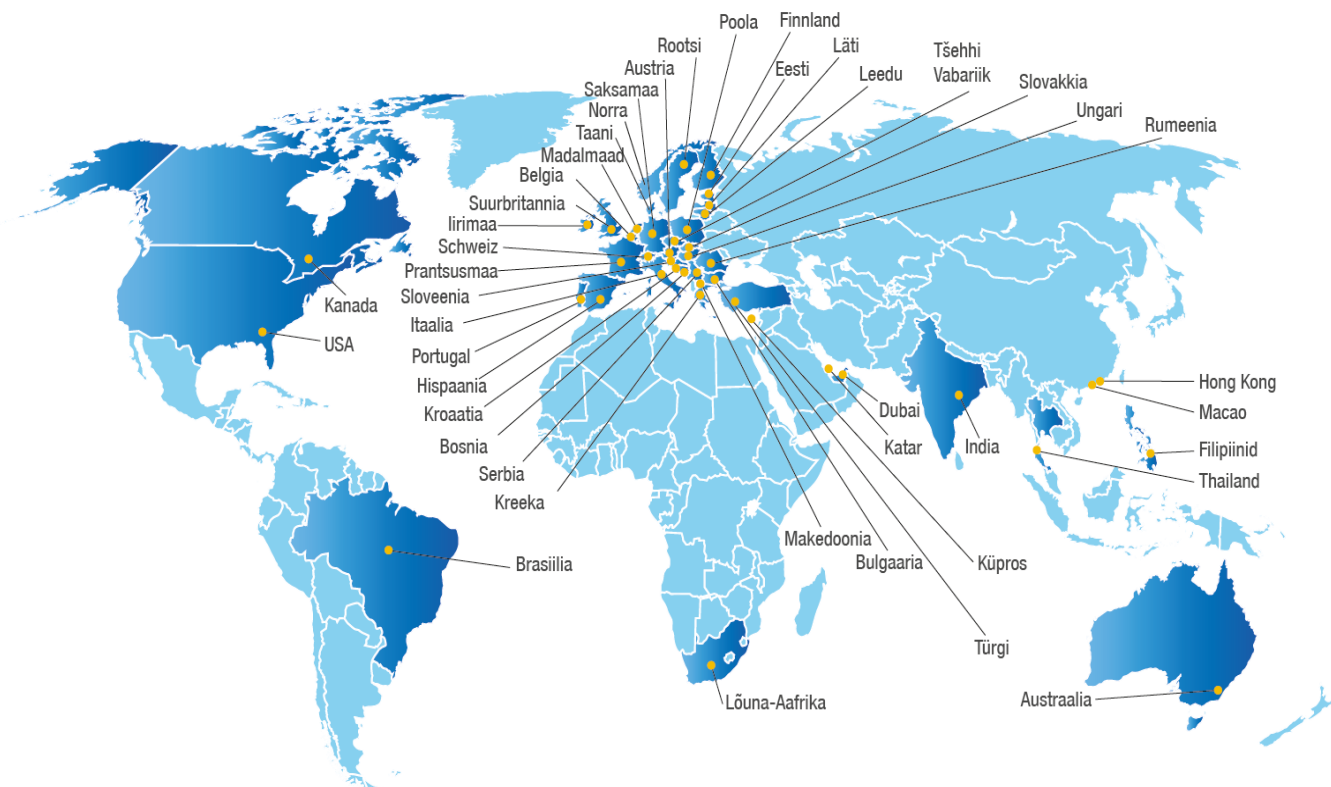 Poola
Finnland
Rootsi
Läti
Tšehhi
Vabariik
Austria
Eesti
Leedu
Slovakkia
Saksamaa
Ungari
Norra
Rumeenia
Taani
Madalmaad
Belgia
Suurbritannia
Iirimaa
Schweiz
Prantsusmaa
Sloveenia
Kanada
Itaalia
USA
Portugal
Hispaania
Kroaatia
Bosnia
Serbia
Kreeka
Dubai
Katar
India
Hong Kong
Macao
Filipiinid
Thailand
Makedoonia
Bulgaaria
Küpros
Brasiilia
Türgi
Lõuna-Aafrika
Austraalia